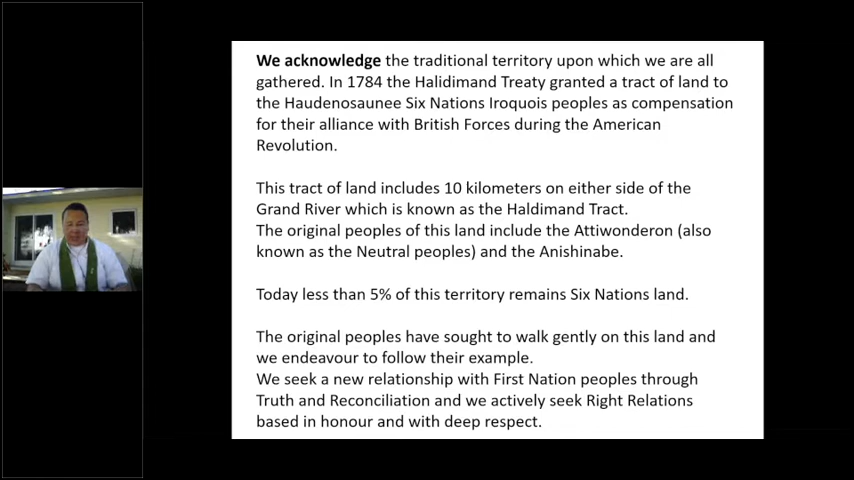 We acknowledge the traditional territory upon which we are all
gathered. In 1784 the Halidimand Treaty granted a tract of land to
the Haudenosaunee Six Nations Iroquois peoples as compensation
for their alliance with British Forces during the American
Revolution.
This tract of land includes 10 kilometers on either side of the
Grand River which is known as the Haldimand Tract.
The original peoples of this land include the Attiwonderon (also
known as the Neutral peoples) and the Anishinabe.
Today less than 5% of this territory remains Six Nations land.
The original peoples have sought to walk gently on this land and
we endeavour to follow their example.
We seek a new relationship with First Nation peoples through
Truth and Reconciliation and we actively seek Right Relations
based in honour and with deep respect.